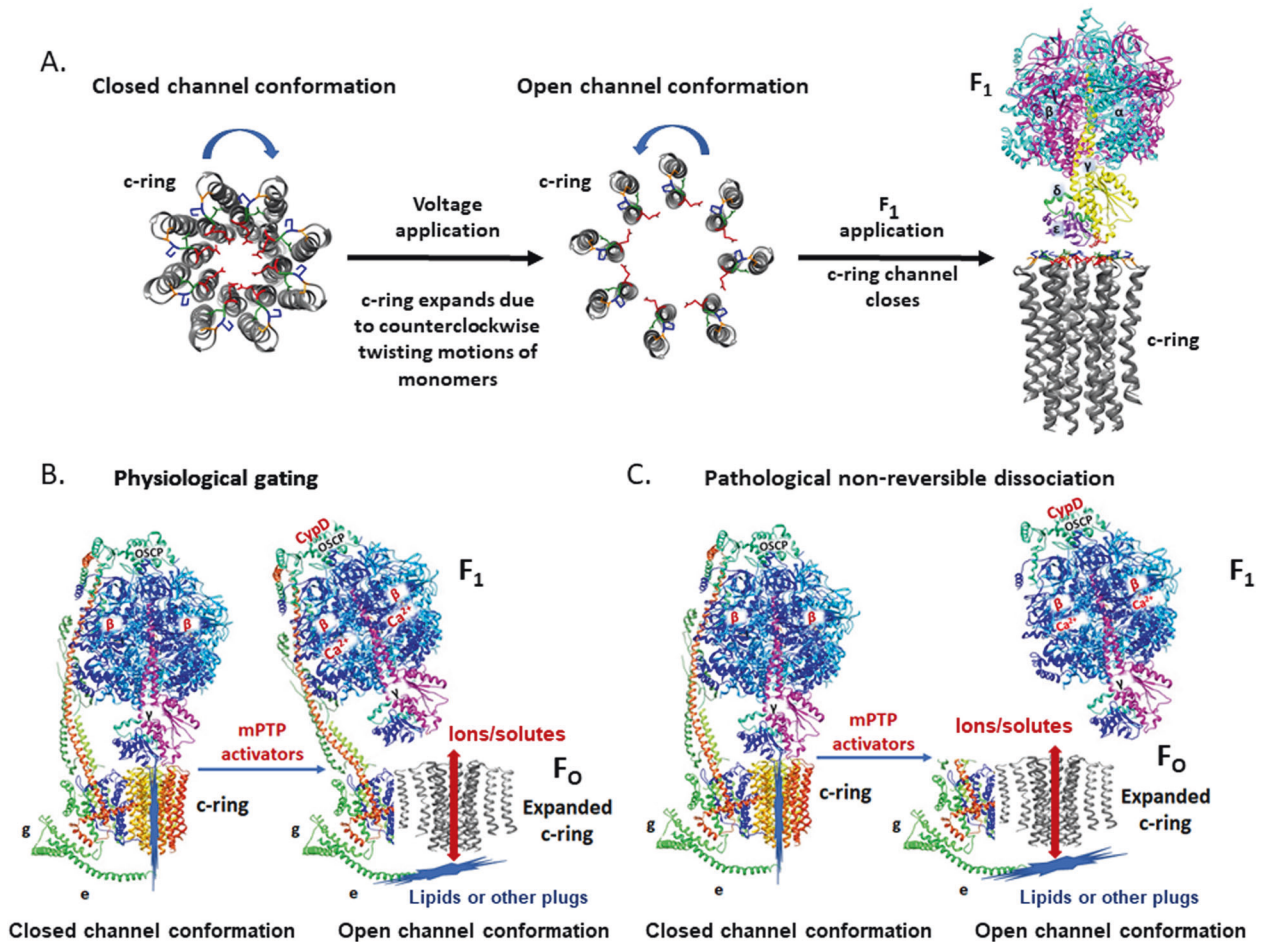 A.
Closed channel conformation
c-ring
Voltage
application
c-ring expands due
to counterclockwise
twisting motions of
monomers
Open channel conformation
c-ring
F1
application
c-ring channel
closes
F1
β
α
γ
δ
ε
c-ring
B.
Physiological gating
OSCP
β
β
γ
c-ring
g
e
mPTP
activators
CypD
OSCP
F1
β
β
Ca²⁺
Ca²⁺
γ
Ions/solutes
FO
Expanded
c-ring
g
e
Lipids or other plugs
Closed channel conformation
Open channel conformation
C.
Pathological non-reversible dissociation
OSCP
β
β
γ
c-ring
g
e
mPTP
activators
CypD
OSCP
F1
β
β
Ca²⁺
Ca²⁺
γ
Ions/solutes
FO
Expanded
c-ring
g
e
Lipids or other plugs
Closed channel conformation
Open channel conformation